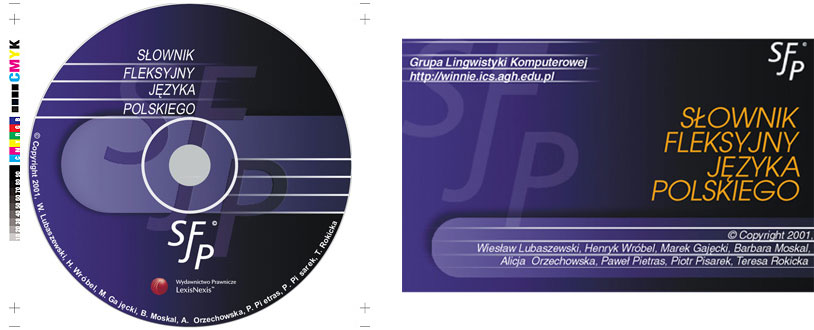 CMYK
SŁOWNIK
FLEKSYJNY
JĘZYKA
POLSKIEGO
SFJP ©
Wydawnictwo Prawnicze
LexisNexis™
© Copyright 2001, W. Lubaszewski, H. Wróbel, M. Gajęcki, B. Moskal, A. Orzechowska, P. Pietras, P. Pisarek, T. Rokicka
Grupa Lingwistyki Komputerowej
http://winnie.ics.agh.edu.pl
SFJP ©
SŁOWNIK
FLEKSYJNY
JĘZYKA
POLSKIEGO
© Copyright 2001,
Wiesław Lubaszewski, Henryk Wróbel, Marek Gajęcki, Barbara Moskal,
Alicja Orzechowska, Paweł Pietras, Piotr Pisarek, Teresa Rokicka